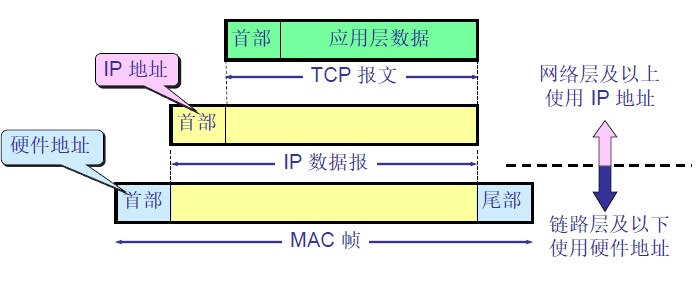 首部
应用层数据
TCP 报文
IP 地址
首部
IP 数据报
硬件地址
首部
尾部
MAC 帧
网络层及以上
使用 IP 地址
链路层及以下
使用硬件地址